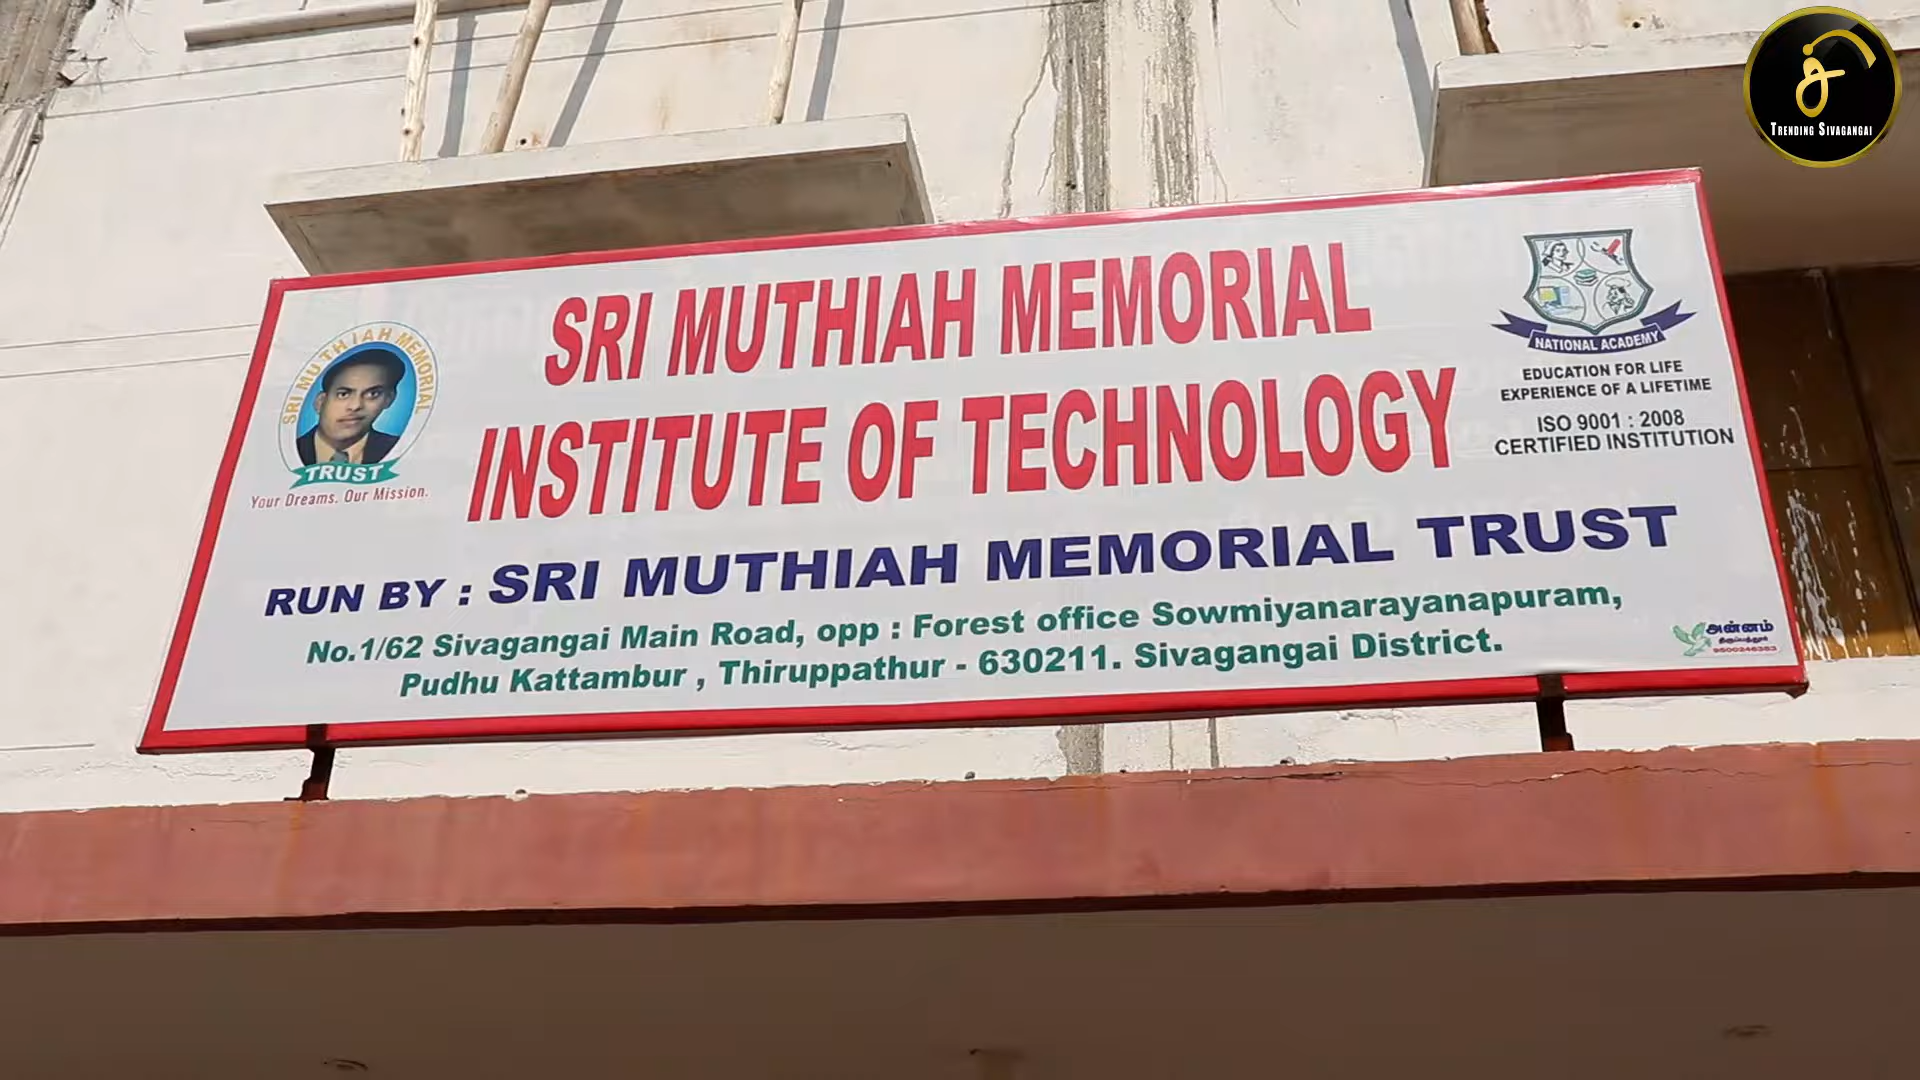 TRENDING SIVAGANGAI
SRI MUTHIAH MEMORIAL
TRUST
Your Dreams. Our Mission.
SRI MUTHIAH MEMORIAL
INSTITUTE OF TECHNOLOGY
NATIONAL ACADEMY
EDUCATION FOR LIFE
EXPERIENCE OF A LIFETIME
ISO 9001 : 2008
CERTIFIED INSTITUTION
RUN BY : SRI MUTHIAH MEMORIAL TRUST
No.1/62 Sivagangai Main Road, opp : Forest office Sowmiyanarayanapuram,
Pudhu Kattambur , Thiruppathur - 630211. Sivagangai District.
அன்னம்
திருப்பத்தூர்
9500246383